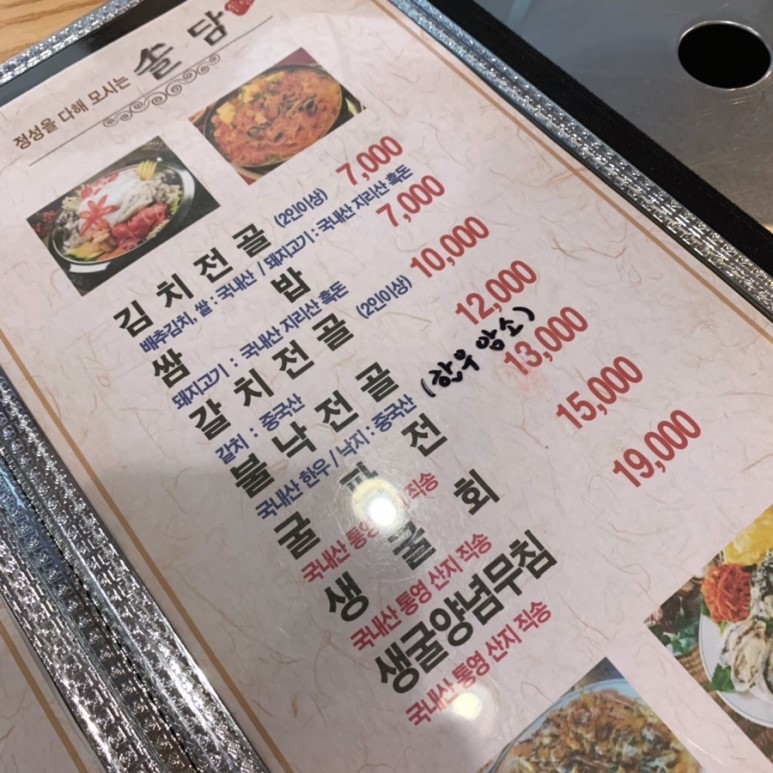 정성을 다해 모시는 솔담
김치전골 (2인이상) 7,000
배추김치, 쌀 : 국내산 / 돼지고기 : 국내산 지리산 흑돈
쌈밥 7,000
돼지고기 : 국내산 지리산 흑돈
갈치전골 (2인이상) 10,000
갈치 : 중국산
불낙전골 12,000
(한우 암소)
국내산 한우 / 낙지 : 중국산
굴파전 13,000
국내산 통영 산지 직송
생굴회 15,000
국내산 통영 산지 직송
생굴양념무침 19,000
국내산 통영 산지 직송